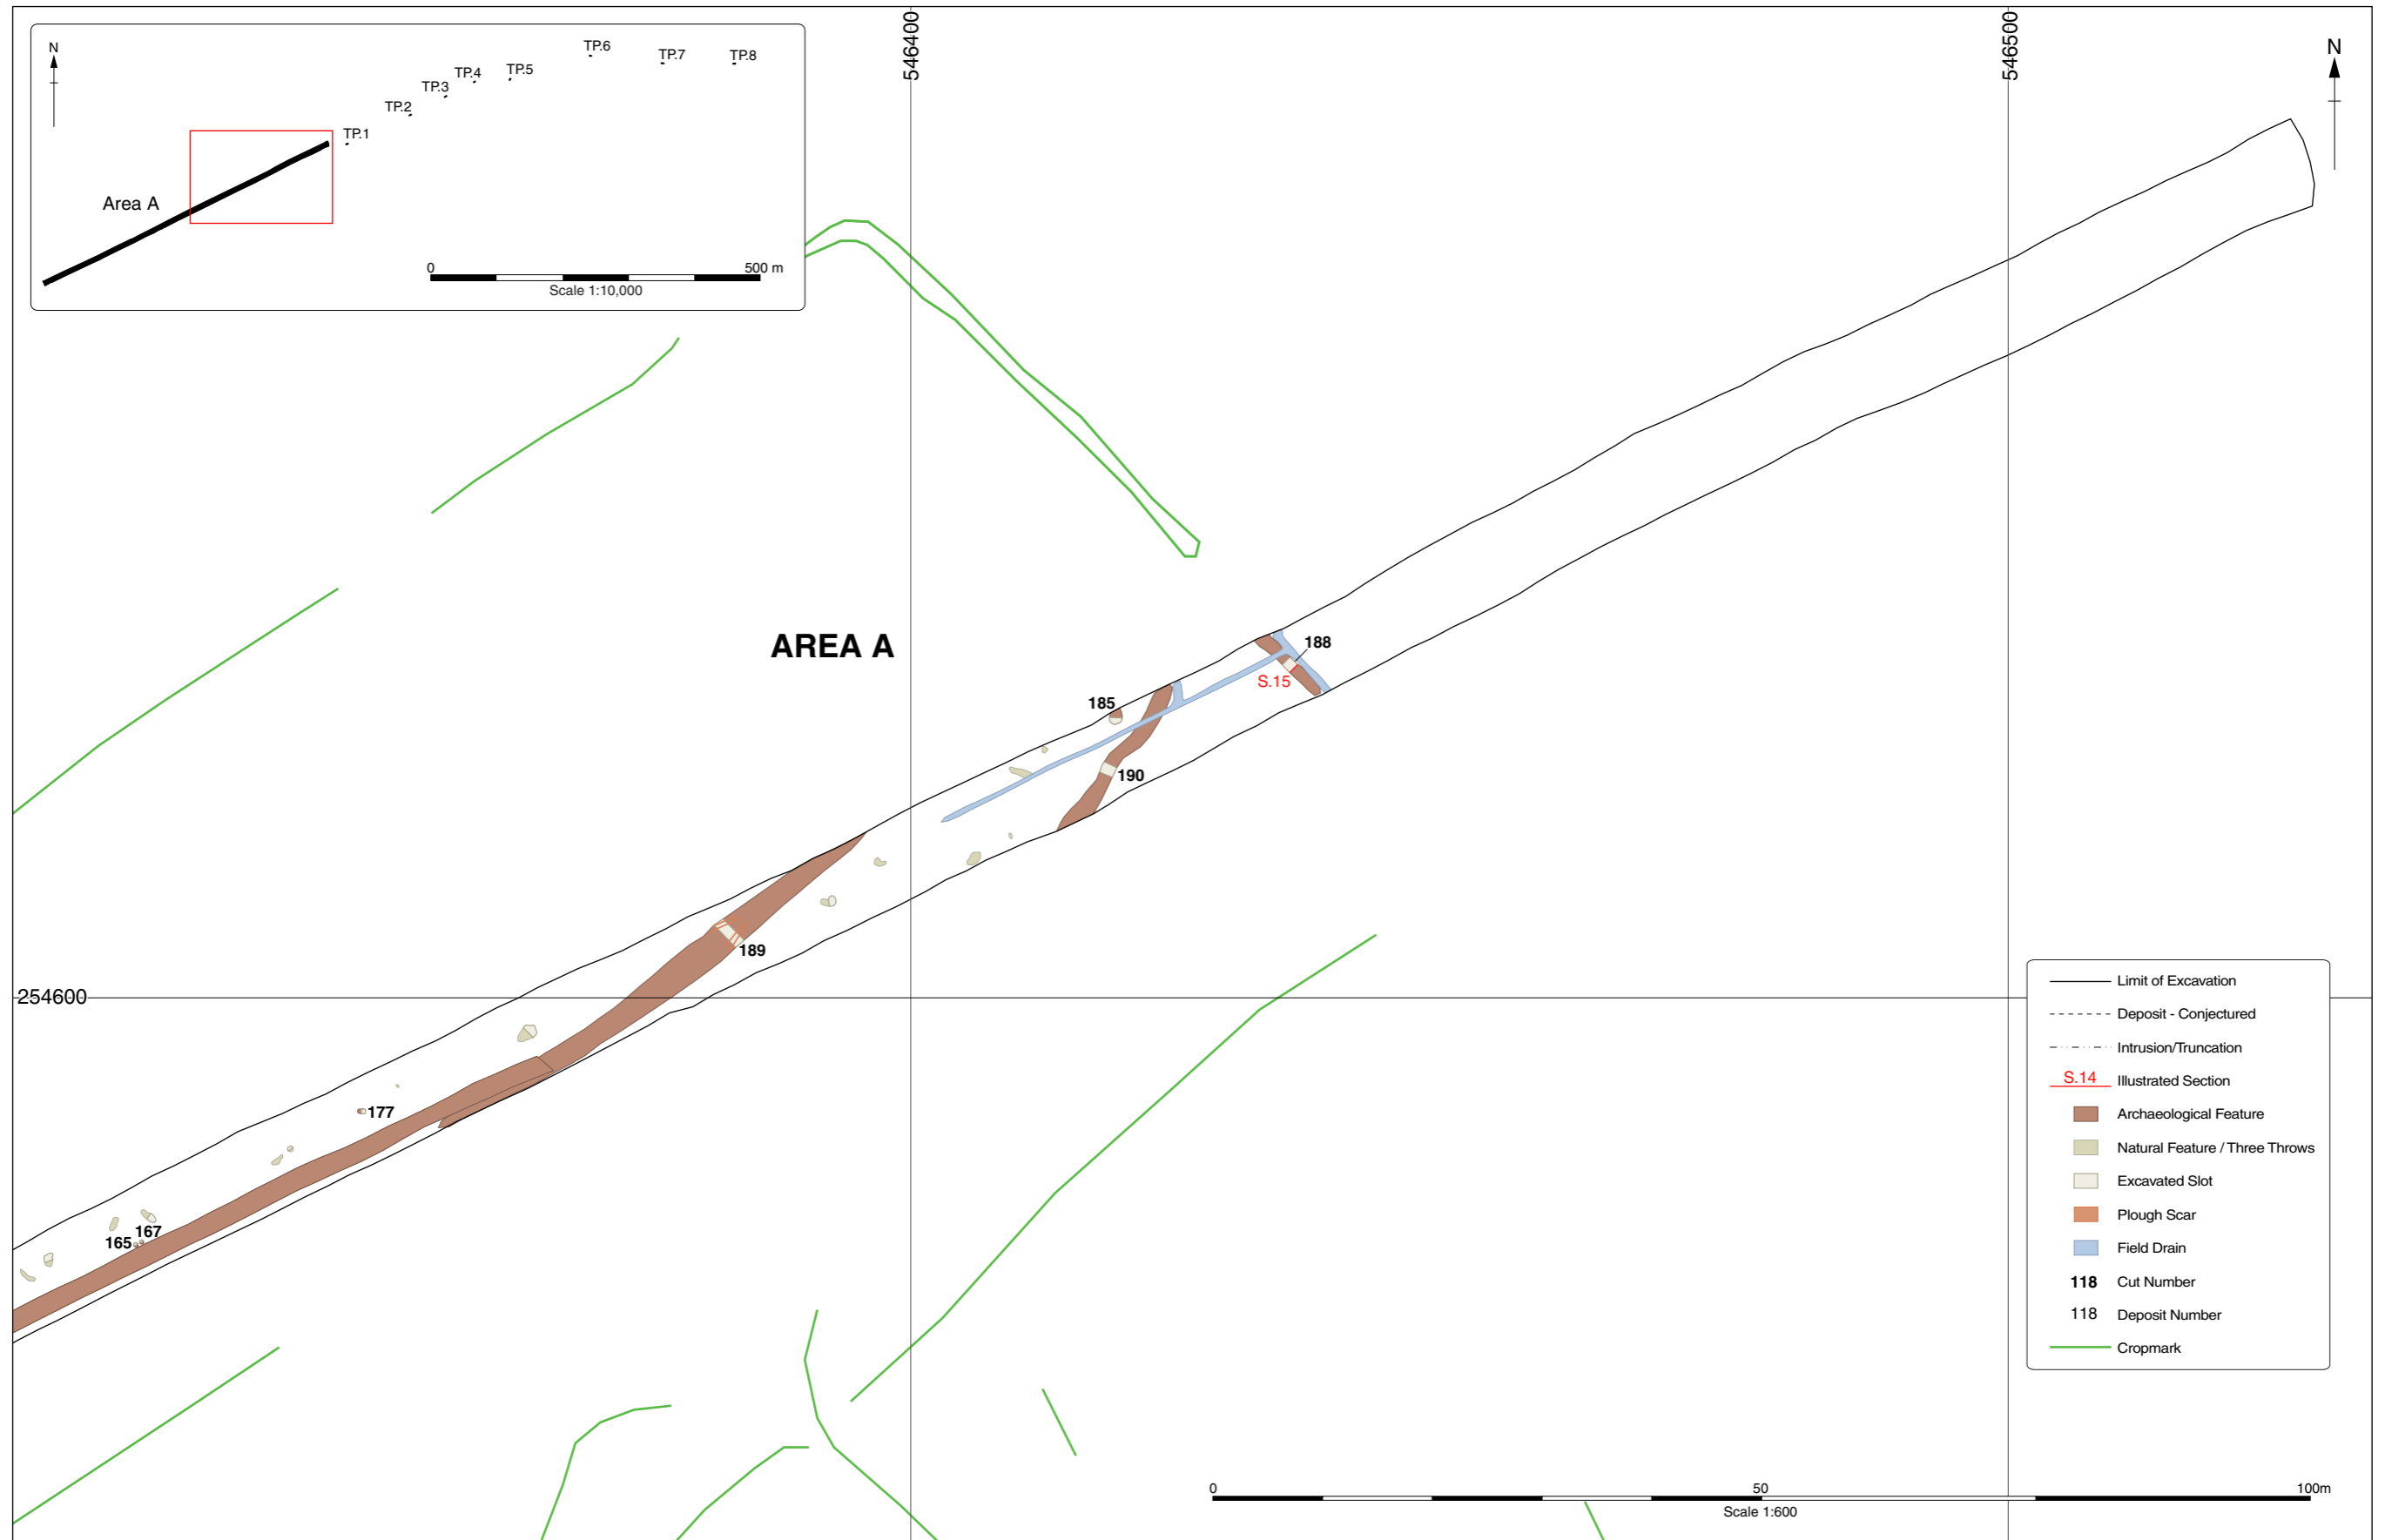 546400
546500
N
N
TP.6
TP.7
TP.8
TP.4
TP.5
TP.3
TP.2
TP.1
Area A
0
500 m
Scale 1:10,000
AREA A
188
S.15
185
190
189
254600
177
167
165
Limit of Excavation
Deposit - Conjectured
Intrusion/Truncation
S.14 Illustrated Section
Archaeological Feature
Natural Feature / Three Throws
Excavated Slot
Plough Scar
Field Drain
118 Cut Number
118 Deposit Number
Cropmark
0
50
100m
Scale 1:600